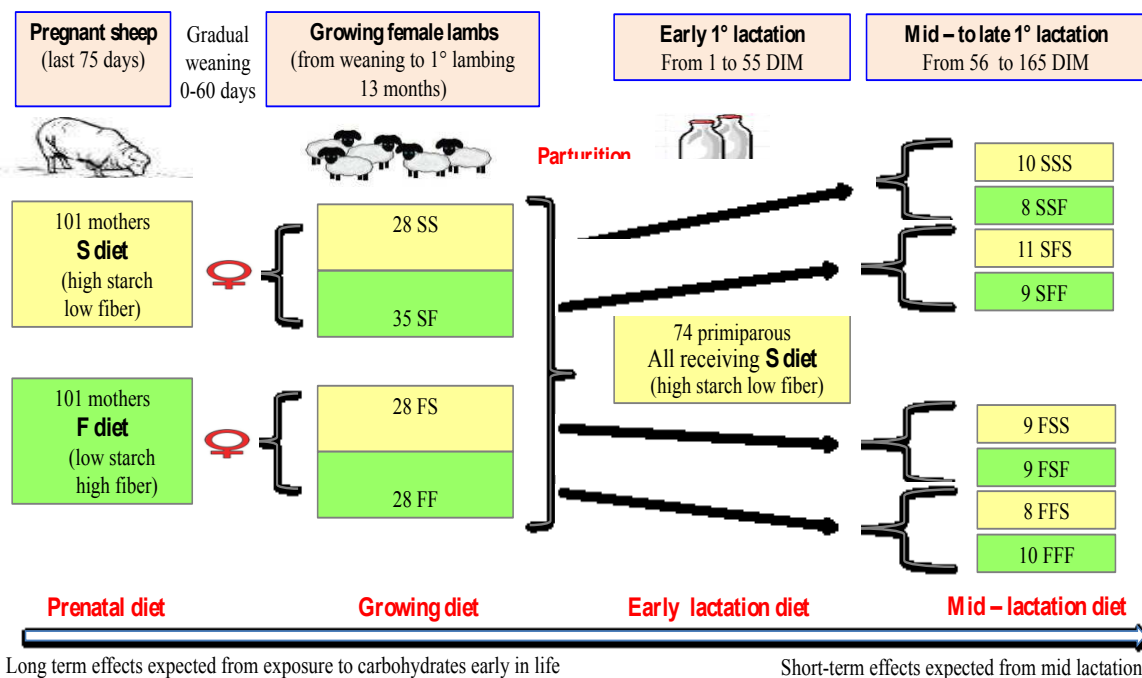 Pregnant sheep
(last 75 days)
Gradual
weaning
0-60 days
Growing female lambs
(from weaning to 1° lambing
13 months)
Early 1° lactation
From 1 to 55 DIM
Mid – to late 1° lactation
From 56 to 165 DIM
Parturition
101 mothers
S diet
(high starch
low fiber)
28 SS
35 SF
101 mothers
F diet
(low starch
high fiber)
28 FS
28 FF
74 primiparous
All receiving S diet
(high starch low fiber)
10 SSS
8 SSF
11 SFS
9 SFF
9 FSS
9 FSF
8 FFS
10 FFF
Prenatal diet
Growing diet
Early lactation diet
Mid – lactation diet
Long term effects expected from exposure to carbohydrates early in life
Short-term effects expected from mid lactation